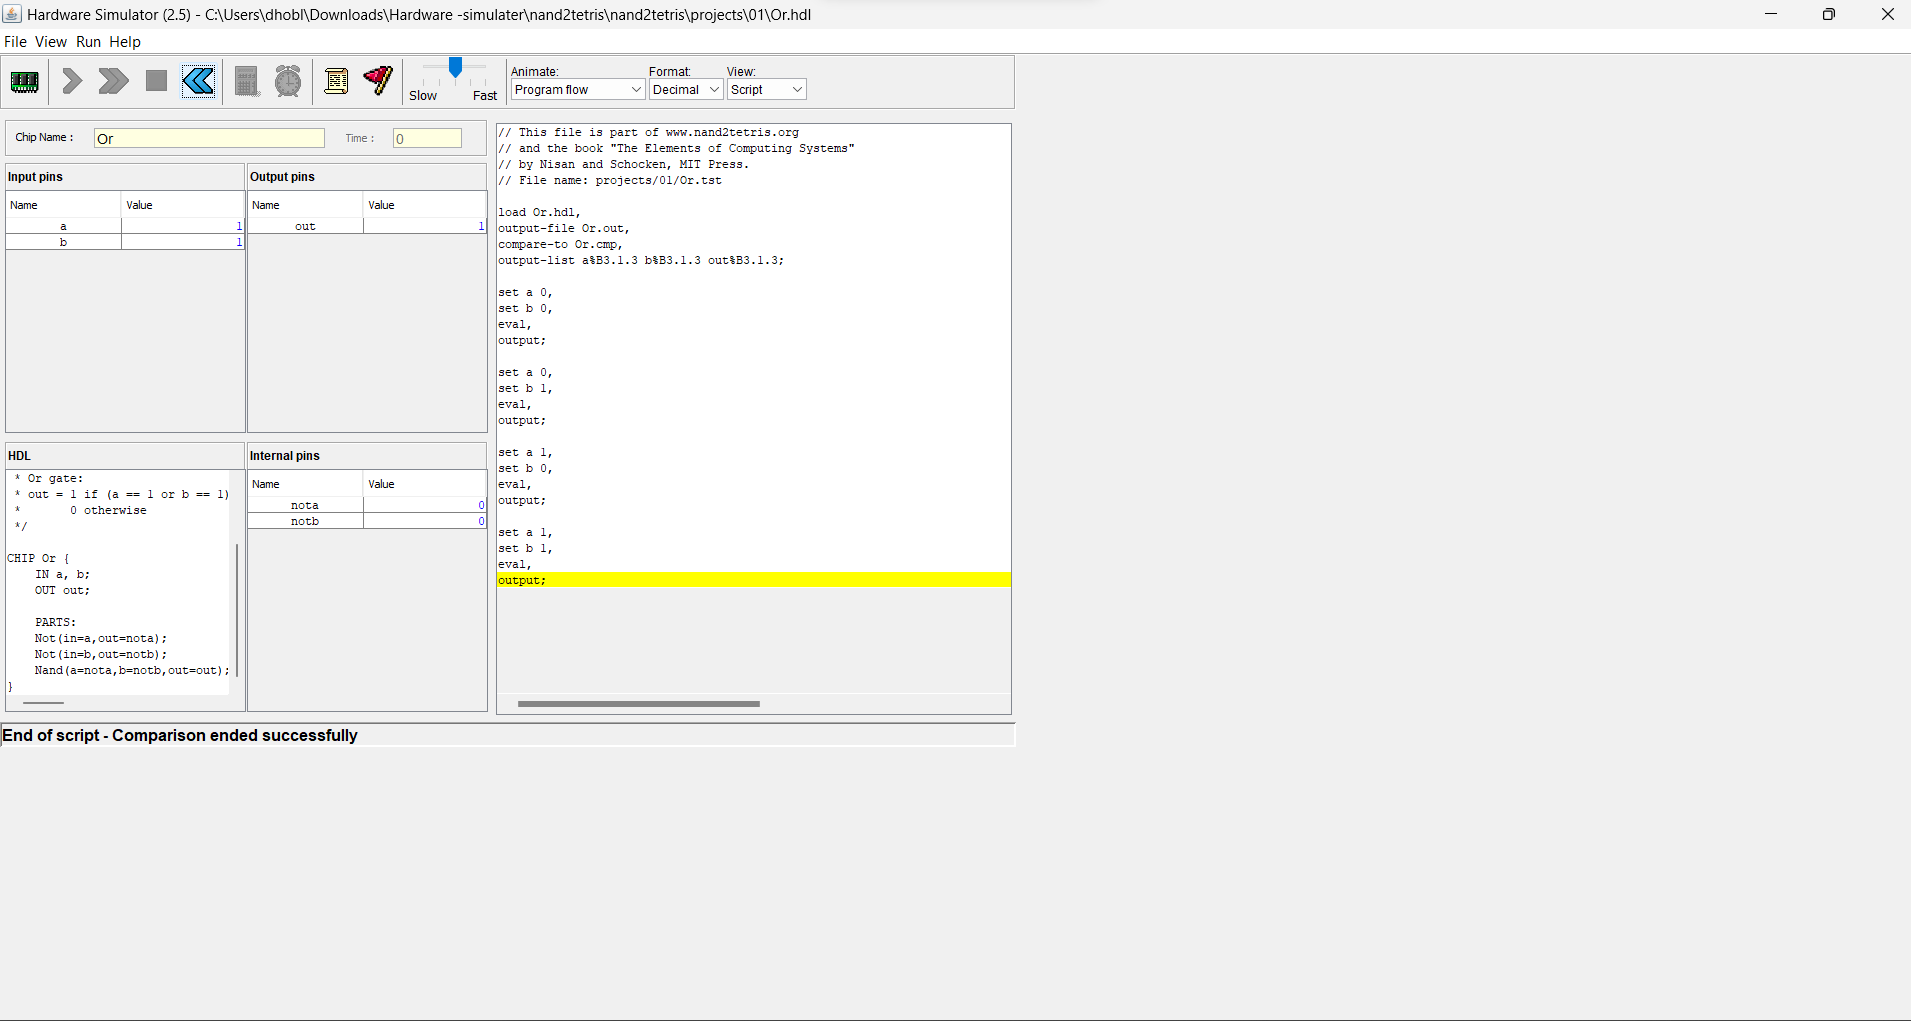 Hardware Simulator (2.5) - C:\Users\dhobl\Downloads\Hardware -simulater\nand2tetris\nand2tetris\projects\01\Or.hdl
File View Run Help
Slow Fast
Animate: Format: View:
Program flow Decimal Script
Chip Name : Or Time : 0
Input pins
Name Value
a 1
b 1
Output pins
Name Value
out 1
HDL
* Or gate:
* out = 1 if (a == 1 or b == 1)
*       0 otherwise
*/
CHIP Or {
    IN a, b;
    OUT out;
    PARTS:
    Not(in=a,out=nota);
    Not(in=b,out=notb);
    Nand(a=nota,b=notb,out=out);
}
Internal pins
Name Value
nota 0
notb 0
// This file is part of www.nand2tetris.org
// and the book "The Elements of Computing Systems"
// by Nisan and Schocken, MIT Press.
// File name: projects/01/Or.tst
load Or.hdl,
output-file Or.out,
compare-to Or.cmp,
output-list a%B3.1.3 b%B3.1.3 out%B3.1.3;
set a 0,
set b 0,
eval,
output;
set a 0,
set b 1,
eval,
output;
set a 1,
set b 0,
eval,
output;
set a 1,
set b 1,
eval,
output;
End of script - Comparison ended successfully